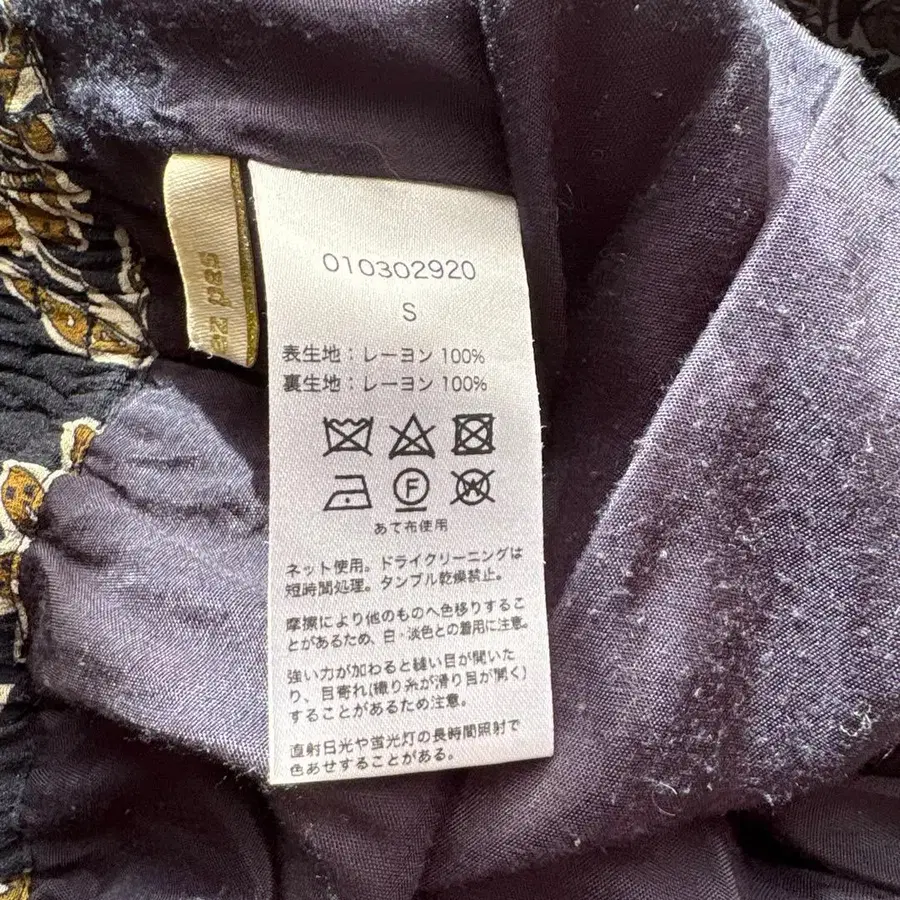 010302920
S
表生地：レーヨン 100%
裏生地：レーヨン 100%
F
W
あて布使用
ネット使用。ドライクリーニングは
短時間処理。タンブル乾燥禁止。
摩擦により他のものへ色移りするこ
とがあるため、白・淡色との着用に注意。
強い力が加わると縫い目が開いた
り、目寄れ(織り糸が滑り目が開く)
することがあるため注意。
直射日光や蛍光灯の長時間照射で
色あせすることがある。